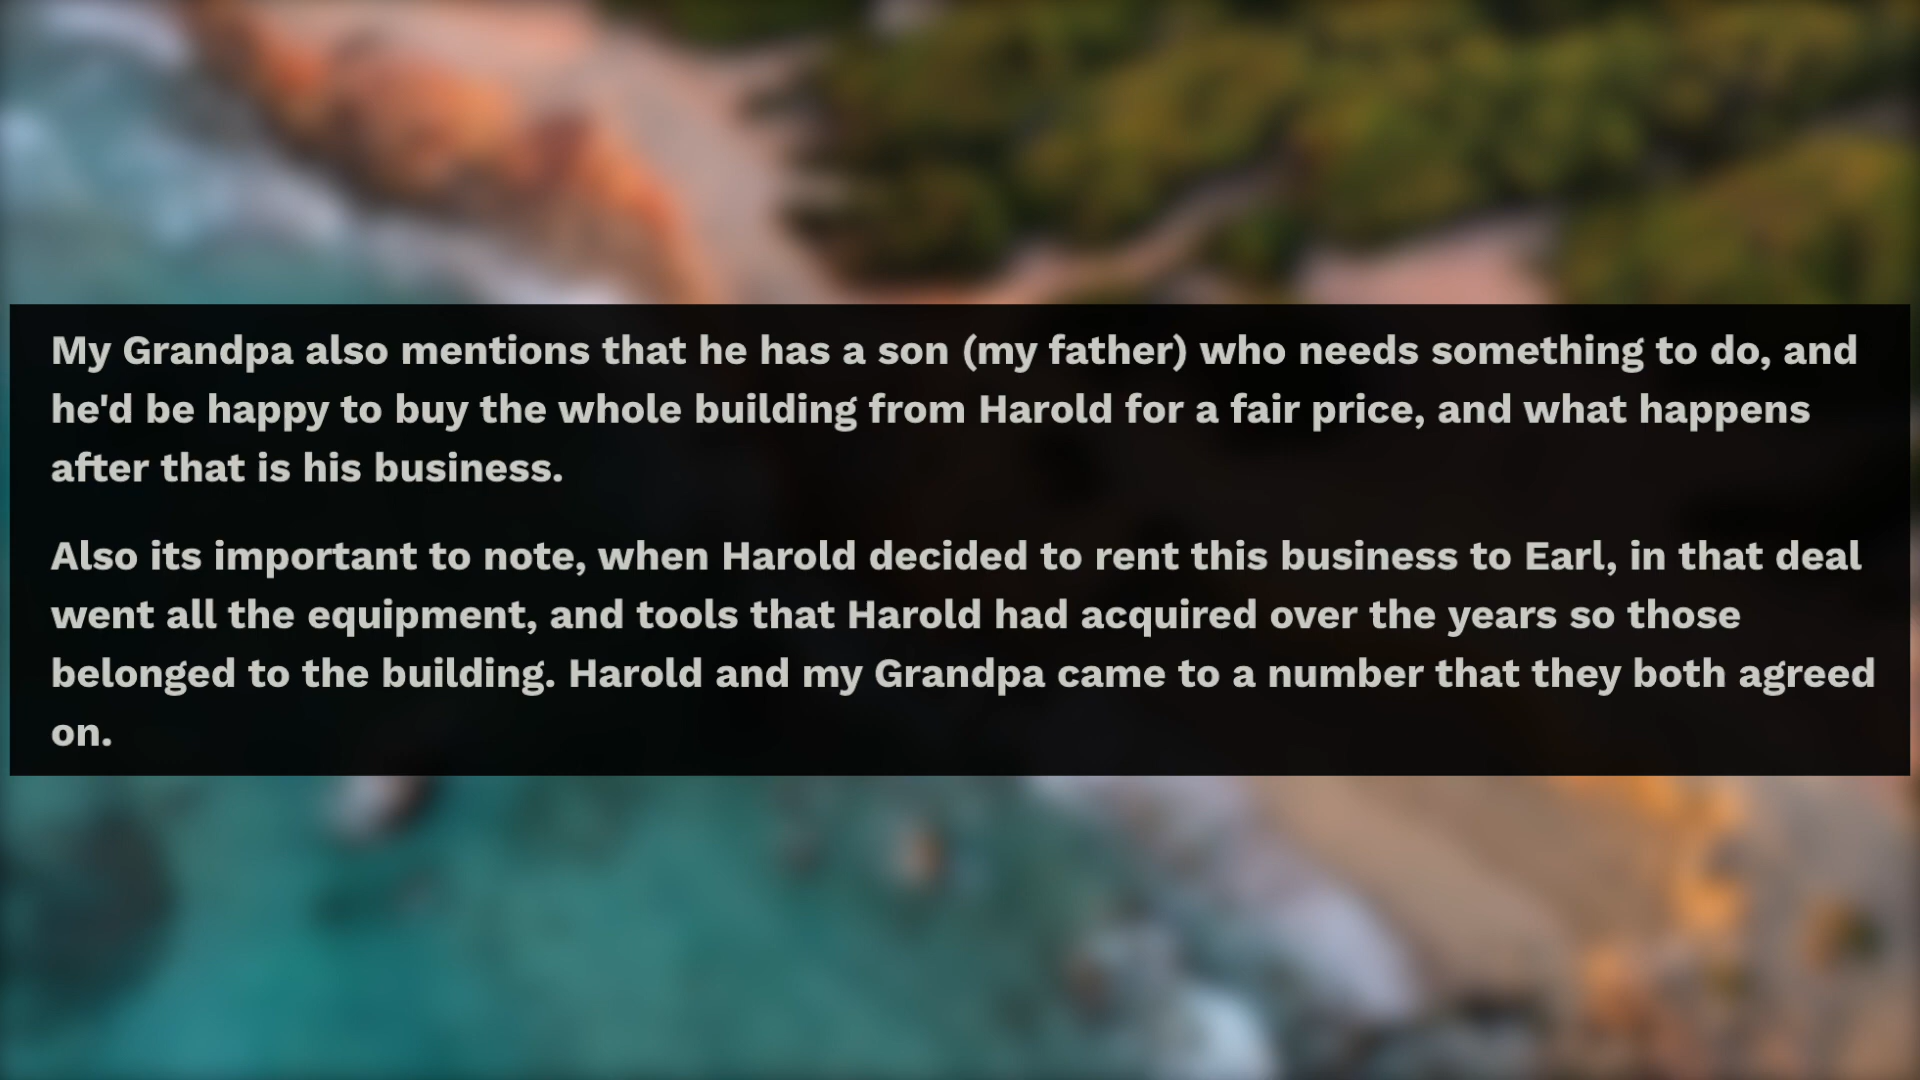 My Grandpa also mentions that he has a son (my father) who needs something to do, and
he'd be happy to buy the whole building from Harold for a fair price, and what happens
after that is his business.
Also its important to note, when Harold decided to rent this business to Earl, in that deal
went all the equipment, and tools that Harold had acquired over the years so those
belonged to the building. Harold and my Grandpa came to a number that they both agreed
on.